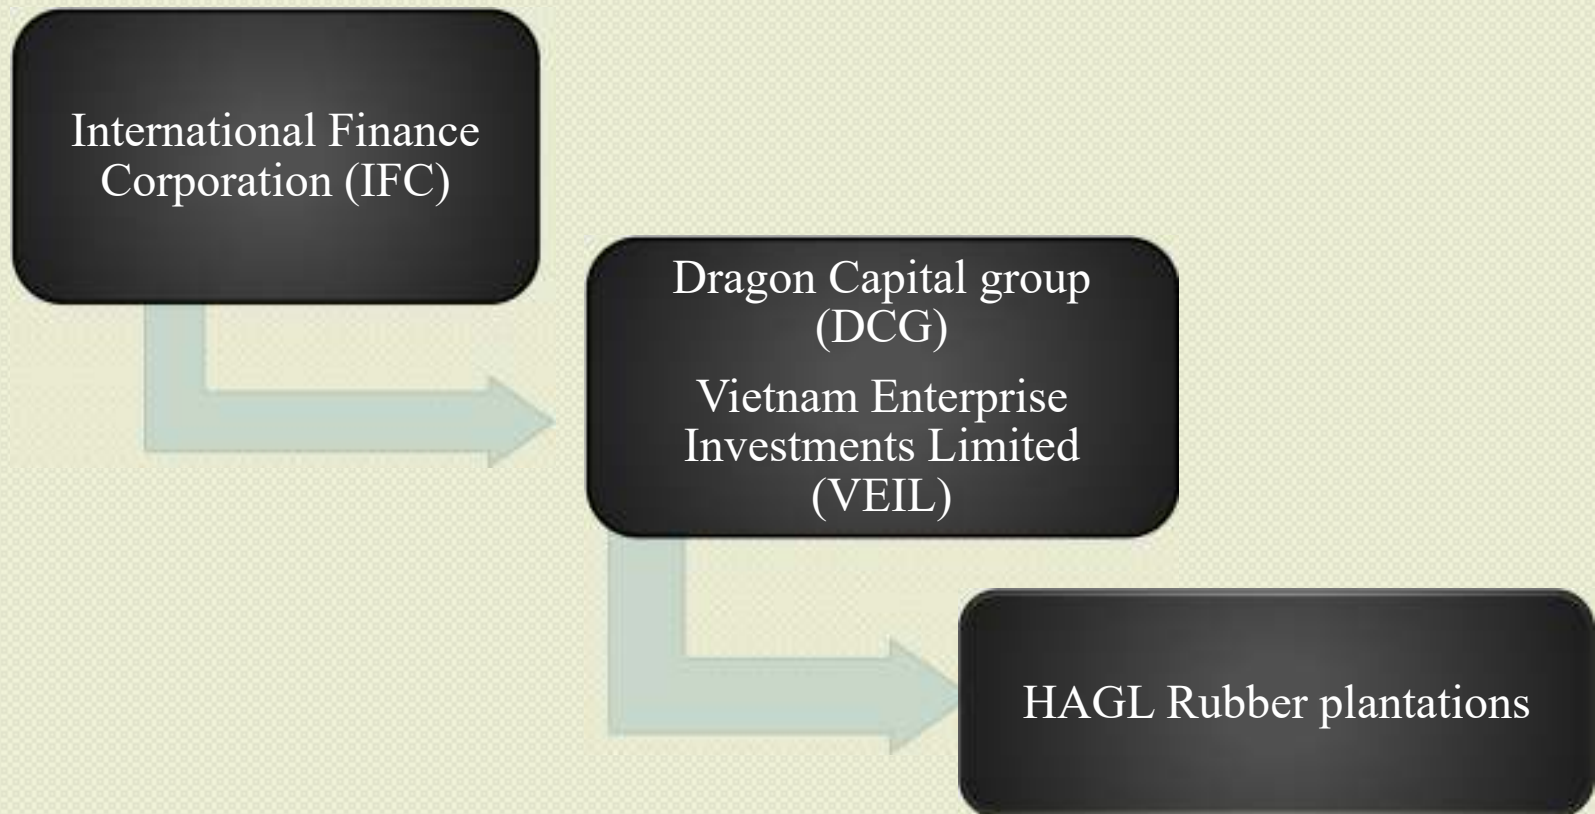 International Finance
Corporation (IFC)
Dragon Capital group
(DCG)
Vietnam Enterprise
Investments Limited
(VEIL)
HAGL Rubber plantations